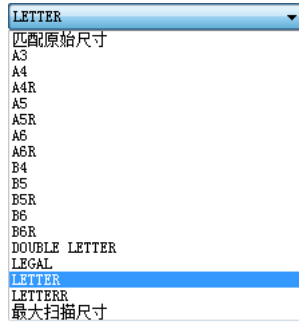 LETTER
匹配原始尺寸
A3
A4
A4R
A5
A5R
A6
A6R
B4
B5
B5R
B6
B6R
DOUBLE LETTER
LEGAL
LETTER
LETTERR
最大扫描尺寸